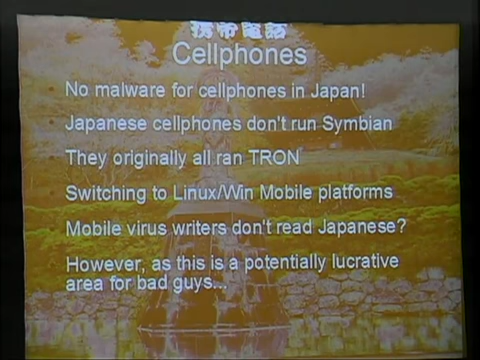 携帯電話
Cellphones
No malware for cellphones in Japan!
Japanese cellphones don't run Symbian
They originally all ran TRON
Switching to Linux/Win Mobile platforms
Mobile virus writers don't read Japanese?
However, as this is a potentially lucrative
area for bad guys...